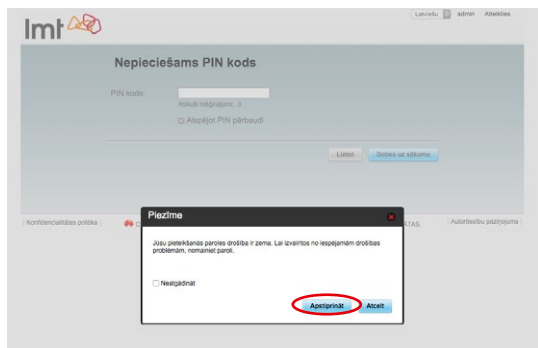 lmt
Latviešu admin Atteikties
Nepieciešams PIN kods
PIN kods:
Atlikuši mēģinājumi: 3
Atspējot PIN pārbaudi
Lietot Doties uz sākumu
Konfidencialitātes politika
ATAS.
Autortiesību paziņojums
Piezīme
Jūsu pieteikšanās paroles drošība ir zema. Lai izvairītos no iespējamām drošības
problēmām, nomainiet paroli.
Neatgādināt
Apstiprināt Atcelt